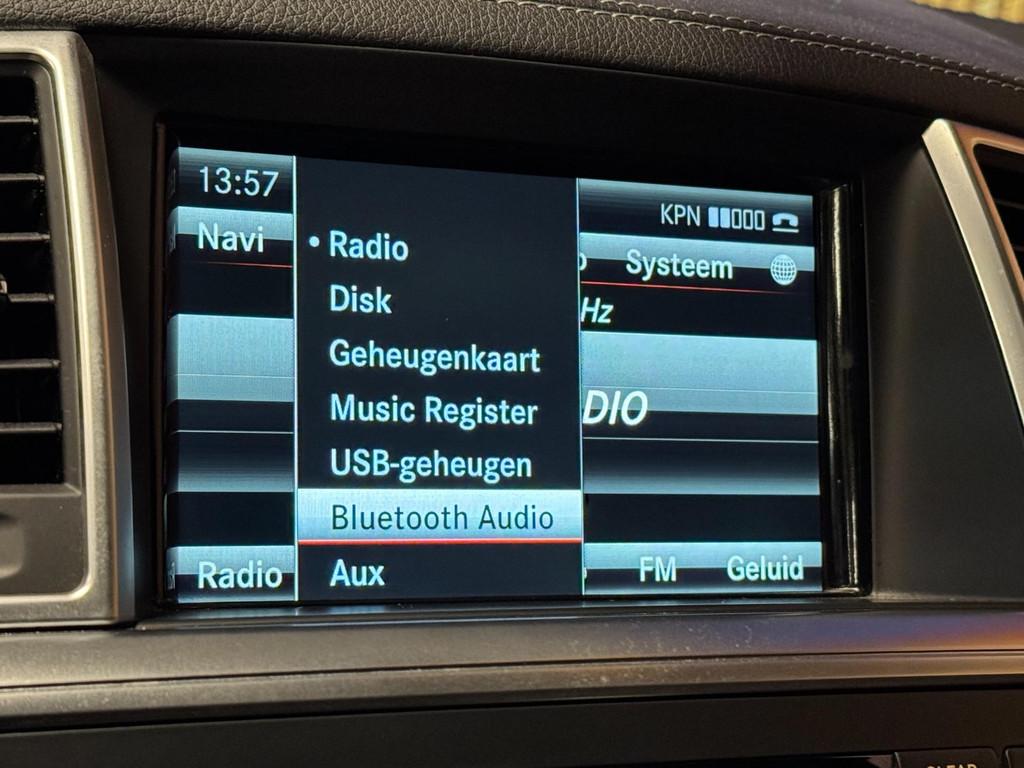 13:57
KPN
Navi
Systeem
• Radio
Disk
Hz
Geheugenkaart
Music Register
DIO
USB-geheugen
Bluetooth Audio
Radio
Aux
FM
Geluid